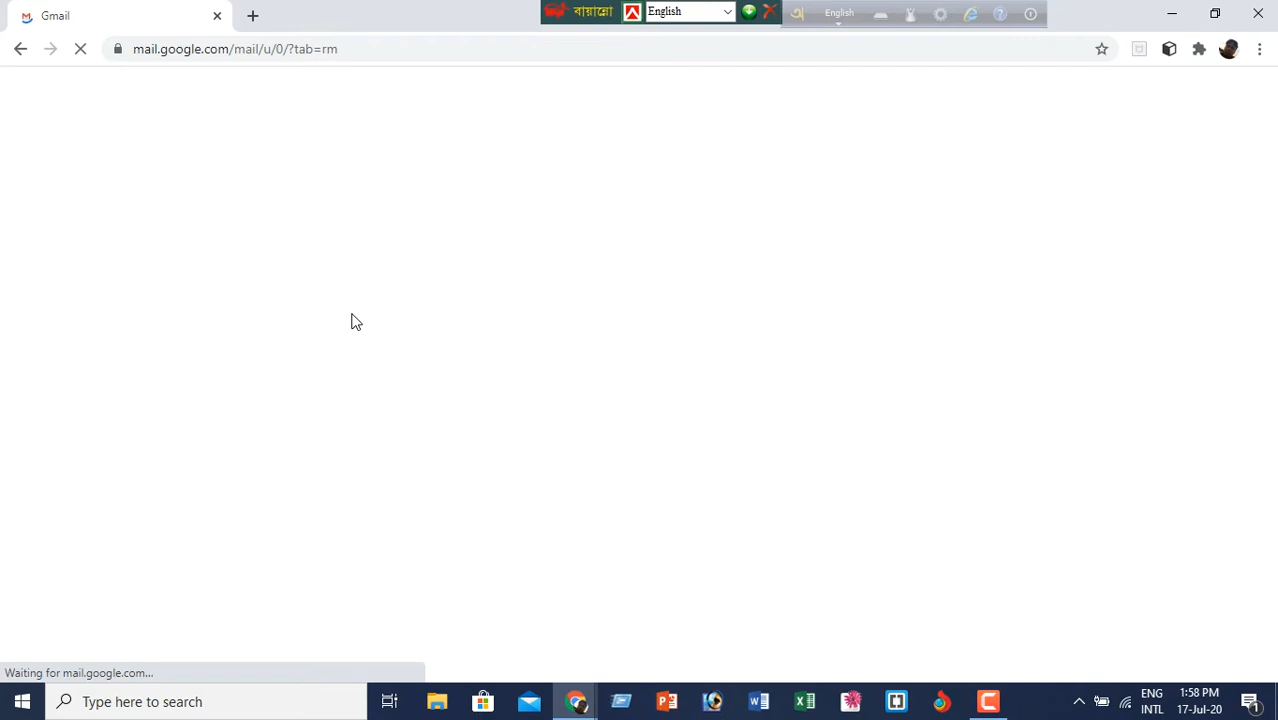 Gmail
বায়ান্নো
English
English
mail.google.com/mail/u/0/?tab=rm
Waiting for mail.google.com...
Type here to search
ENG
INTL
1:58 PM
17-Jul-20
1